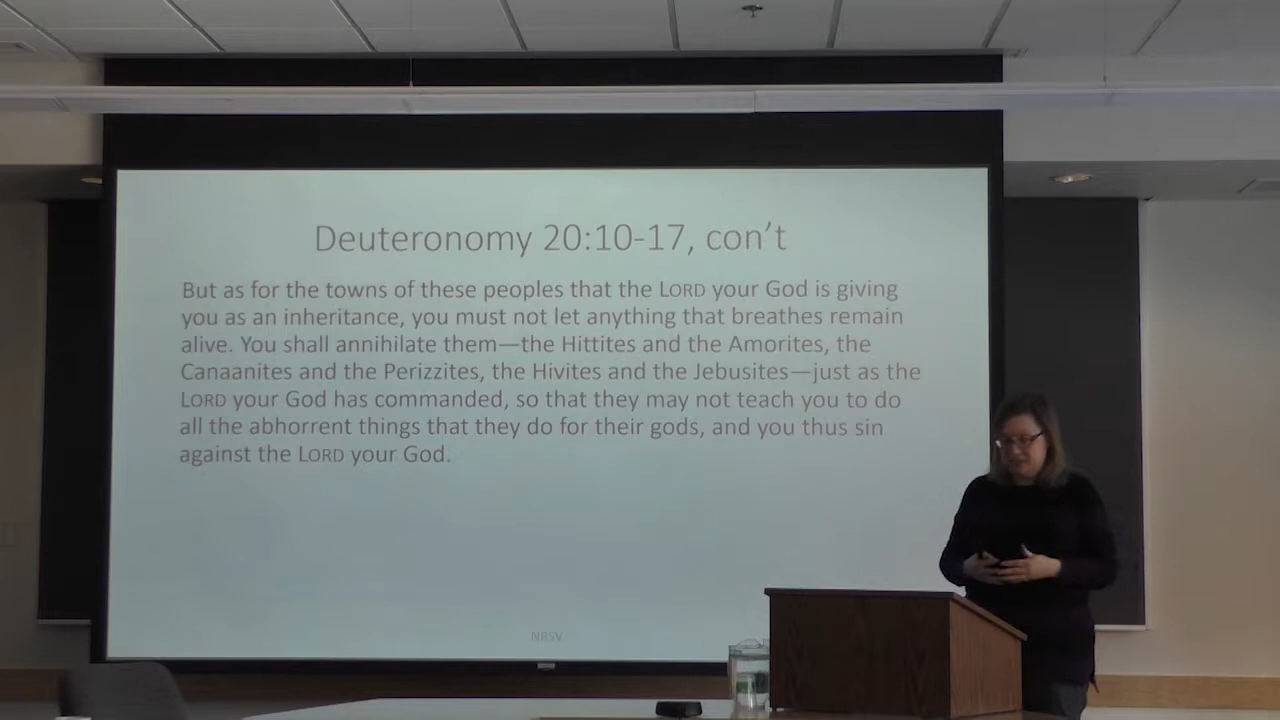 Deuteronomy 20:10-17, con't
But as for the towns of these peoples that the LORD your God is giving
you as an inheritance, you must not let anything that breathes remain
alive. You shall annihilate them—the Hittites and the Amorites, the
Canaanites and the Perizzites, the Hivites and the Jebusites—just as the
LORD your God has commanded, so that they may not teach you to do
all the abhorrent things that they do for their gods, and you thus sin
against the LORD your God.
NRSV